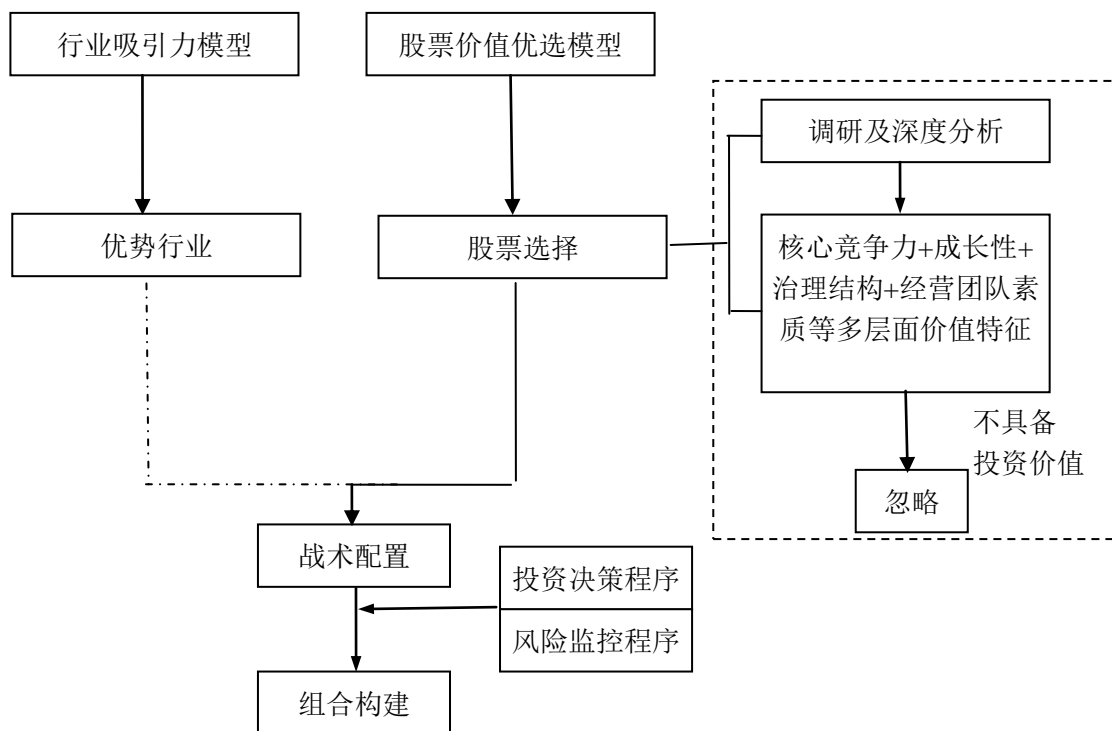 行业吸引力模型
股票价值优选模型
调研及深度分析
优势行业
股票选择
核心竞争力+成长性+
治理结构+经营团队素
质等多层面价值特征
不具备
投资价值
忽略
战术配置
投资决策程序
风险监控程序
组合构建